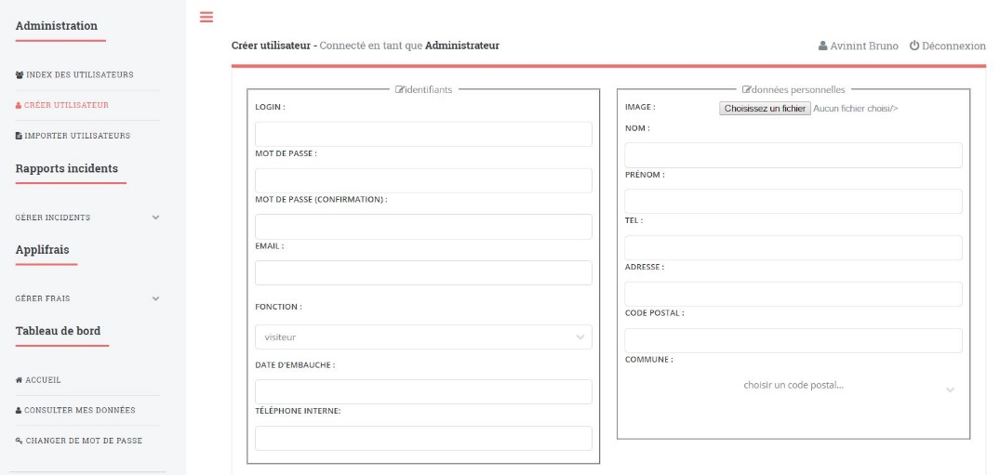 Administration
INDEX DES UTILISATEURS
CRÉER UTILISATEUR
IMPORTER UTILISATEURS
Rapports incidents
GÉRER INCIDENTS
Applifrais
GÉRER FRAIS
Tableau de bord
ACCUEIL
CONSULTER MES DONNÉES
CHANGER DE MOT DE PASSE
Créer utilisateur - Connecté en tant que Administrateur
Avinint Bruno Déconnexion
identifiants
LOGIN :
MOT DE PASSE :
MOT DE PASSE (CONFIRMATION) :
EMAIL :
FONCTION :
visiteur
DATE D'EMBAUCHE :
TÉLÉPHONE INTERNE:
données personnelles
IMAGE : Choisissez un fichier Aucun fichier choisi/>
NOM :
PRÉNOM :
TEL :
ADRESSE :
CODE POSTAL :
COMMUNE :
choisir un code postal...